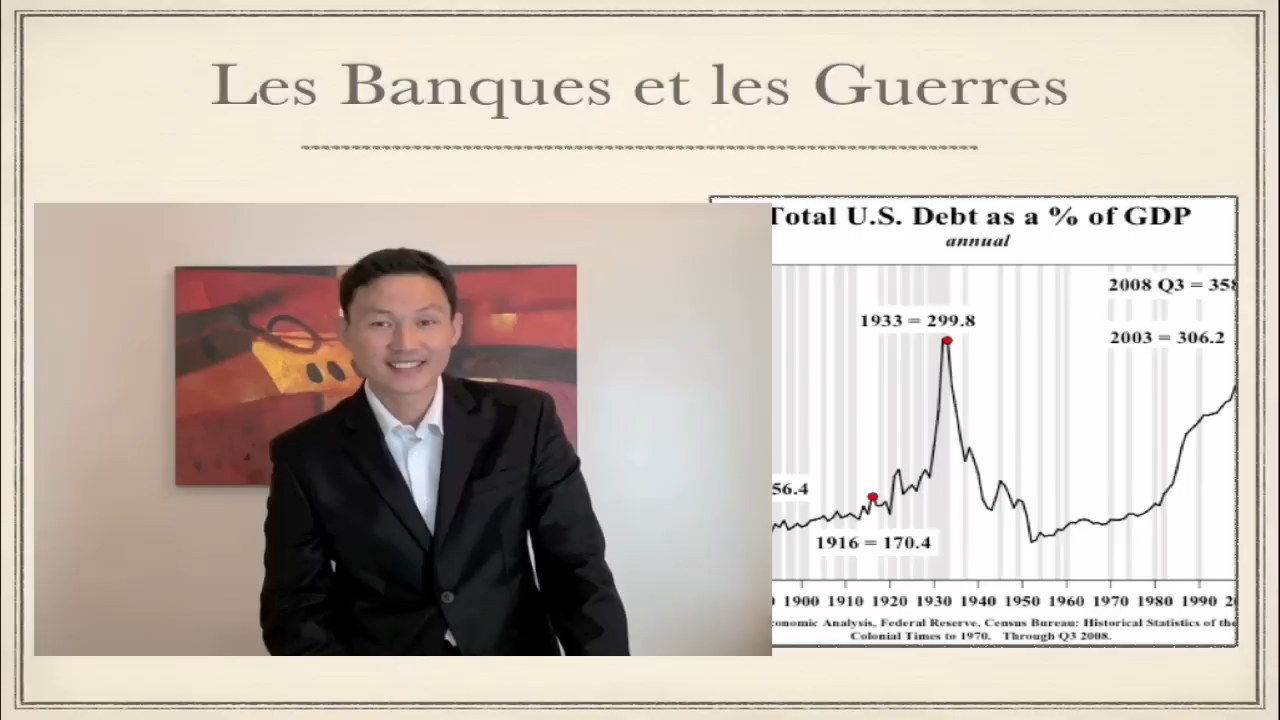 Les Banques et les Guerres
Total U.S. Debt as a % of GDP
annual
2008 Q3 = 358
1933 = 299.8
2003 = 306.2
56.4
1916 = 170.4
1900 1910 1920 1930 1940 1950 1960 1970 1980 1990
Economic Analysis, Federal Reserve, Census Bureau: Historical Statistics of the
Colonial Times to 1970. Through Q3 2008.